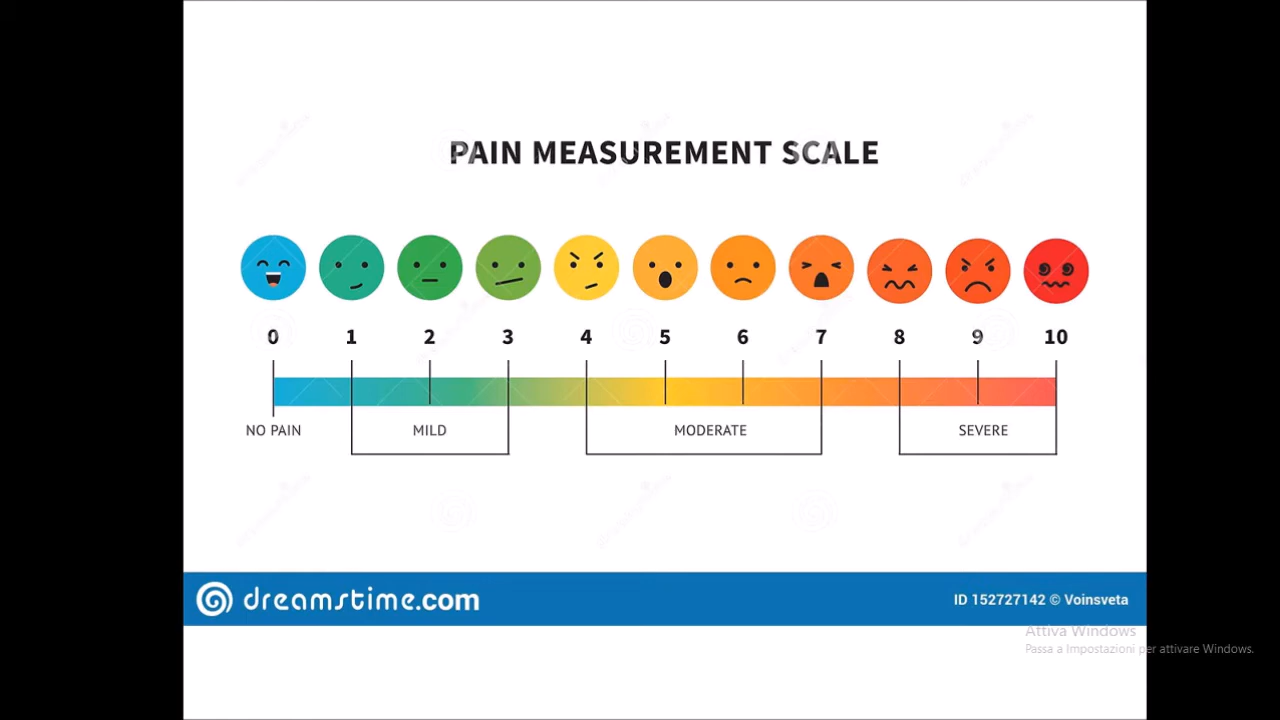 PAIN MEASUREMENT SCALE
0 1 2 3 4 5 6 7 8 9 10
NO PAIN MILD MODERATE SEVERE
dreamstime.com ID 152727142 © Voinsveta
Attiva Windows
Passa a Impostazioni per attivare Windows.